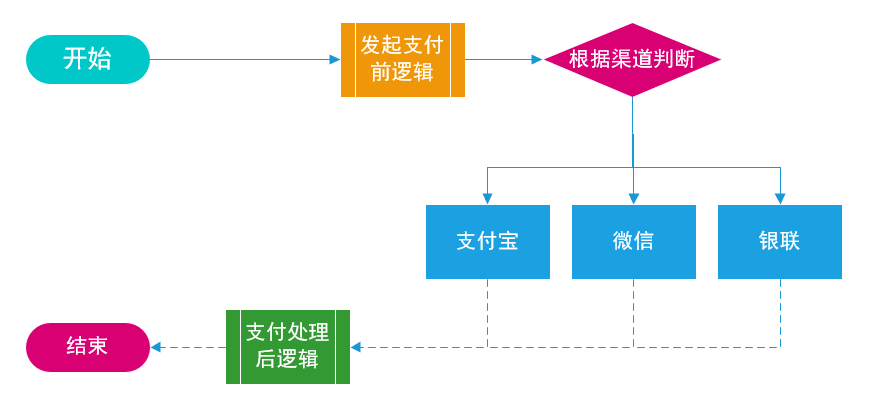 开始
发起支付
前逻辑
根据渠道判断
支付宝
微信
银联
支付处理
后逻辑
结束